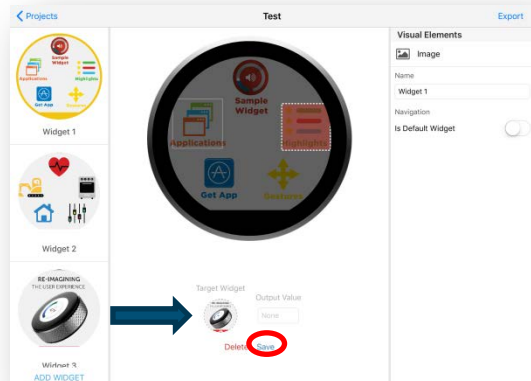 Projects
Test
Export
Sample
Widget
Applications
Highlights
Get App
Gestures
Widget 1
Widget 2
RE-IMAGINING
THE USER EXPERIENCE
Widget 3
ADD WIDGET
Sample
Widget
Applications
Highlights
Get App
Gestures
Target Widget
Output Value
None
Delete
Save
Visual Elements
Image
Name
Widget 1
Navigation
Is Default Widget